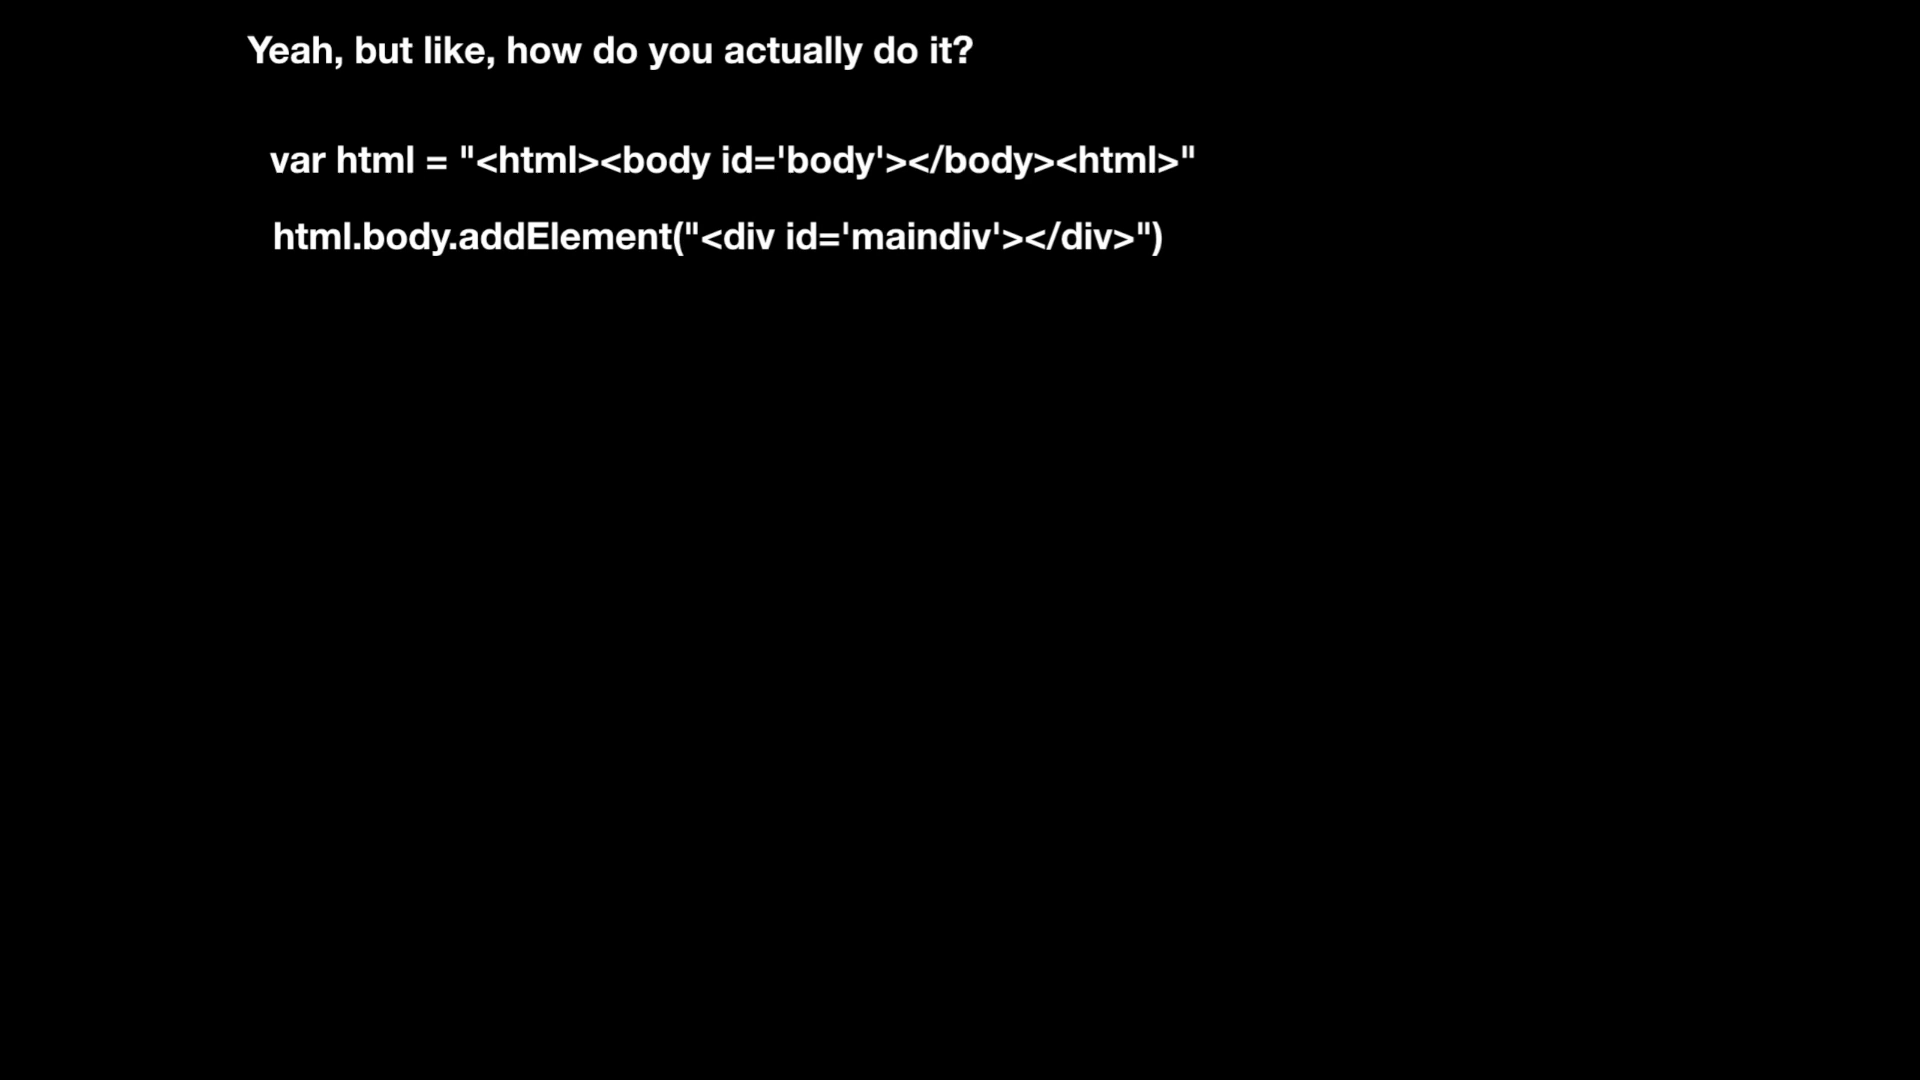 Yeah, but like, how do you actually do it?
var html = "<html><body id='body'></body><html>"
html.body.addElement("<div id='maindiv'></div>")